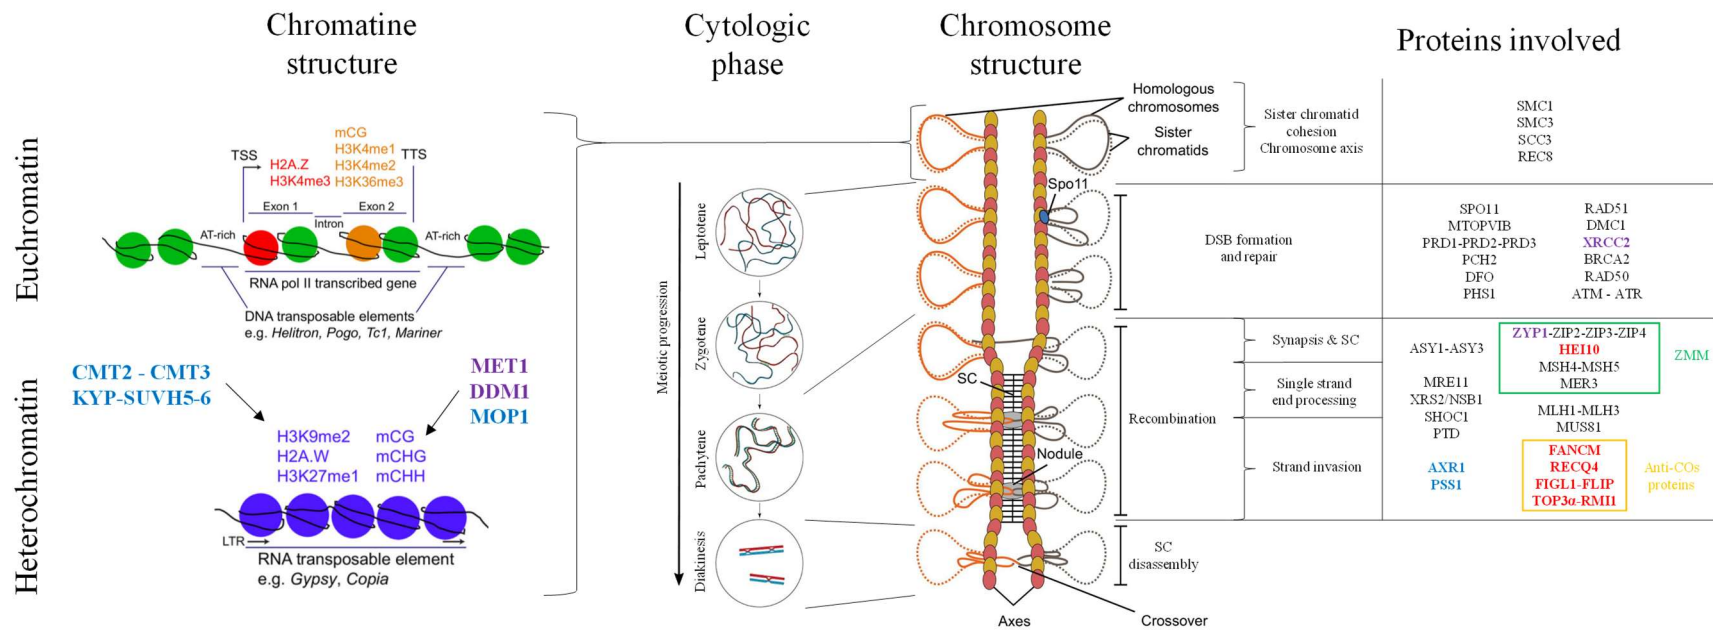 Chromatine
structure
Cytologic
phase
Chromosome
structure
Proteins involved
Euchromatin
Heterochromatin
TSS
TTS
H2A.Z
H3K4me3
mCG
H3K4me1
H3K4me2
H3K36me3
Exon 1
Intron
Exon 2
AT-rich
AT-rich
RNA pol II transcribed gene
DNA transposable elements
e.g. Helitron, Pogo, Tc1, Mariner
CMT2 - CMT3
KYP-SUVH5-6
MET1
DDM1
MOP1
H3K9me2
H2A.W
H3K27me1
mCG
mCHG
mCHH
LTR
RNA transposable element
e.g. Gypsy, Copia
Meiotic progression
Leptotene
Zygotene
Pachytene
Diakinesis
Homologous
chromosomes
Sister
chromatids
Spo11
SC
Nodule
Axes
Crossover
Sister chromatid
cohesion
Chromosome axis
SMC1
SMC3
SCC3
REC8
DSB formation
and repair
SPO11
MTOPVIB
PRD1-PRD2-PRD3
PCH2
DFO
PHS1
RAD51
DMC1
XRCC2
BRCA2
RAD50
ATM - ATR
Recombination
Synapsis & SC
Single strand
end processing
Strand invasion
ASY1-ASY3
MRE11
XRS2/NSB1
SHOC1
PTD
AXR1
PSS1
ZYP1-ZIP2-ZIP3-ZIP4
HEI10
MSH4-MSH5
MER3
ZMM
MLH1-MLH3
MUS81
FANCM
RECQ4
FIGL1-FLIP
TOP3α-RMI1
Anti-COs
proteins
SC
disassembly